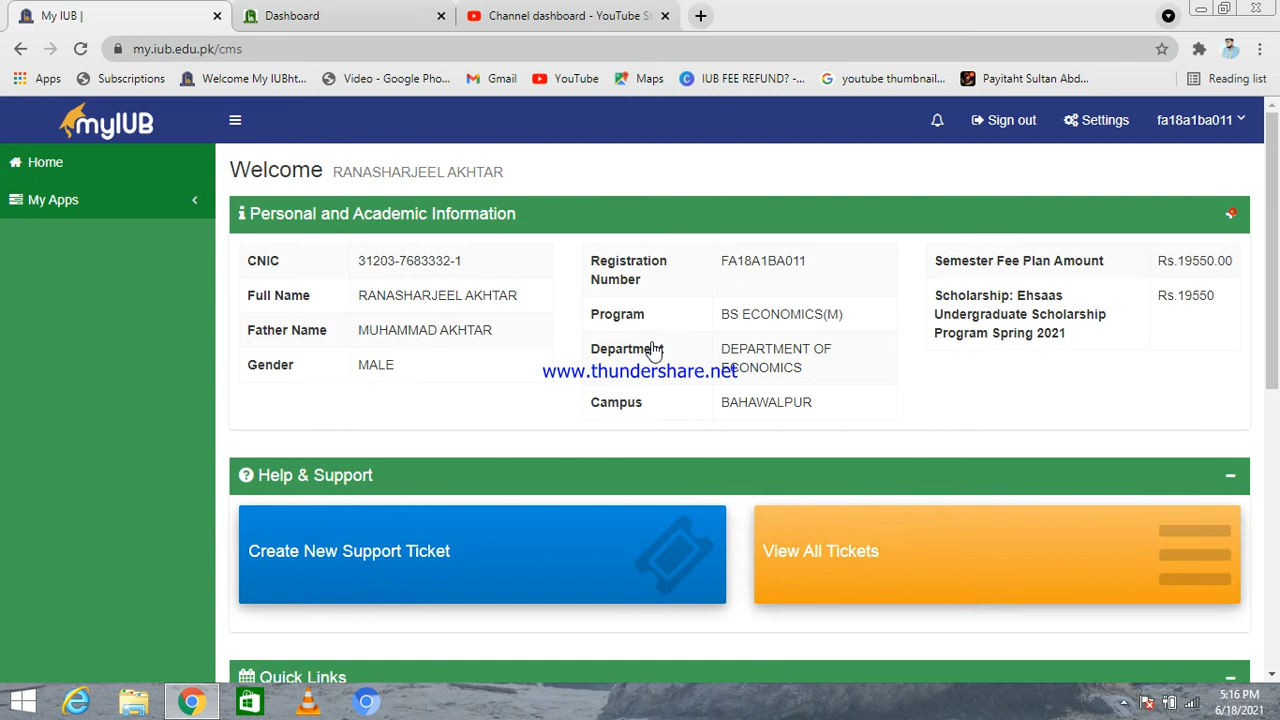 My IUB |
Dashboard
Channel dashboard - YouTube St
my.iub.edu.pk/cms
Apps
Subscriptions
Welcome My IUBht...
Video - Google Pho...
Gmail
YouTube
Maps
IUB FEE REFUND? -...
youtube thumbnail...
Payitaht Sultan Abd...
Reading list
myIUB
Sign out
Settings
fa18a1ba011
Home
My Apps
Welcome RANASHARJEEL AKHTAR
Personal and Academic Information
CNIC 31203-7683332-1
Full Name RANASHARJEEL AKHTAR
Father Name MUHAMMAD AKHTAR
Gender MALE
Registration
Number
FA18A1BA011
Program BS ECONOMICS(M)
Department
DEPARTMENT OF
ECONOMICS
www.thundershare.net
Campus BAHAWALPUR
Semester Fee Plan Amount Rs.19550.00
Scholarship: Ehsaas
Undergraduate Scholarship
Program Spring 2021
Rs.19550
Help & Support
Create New Support Ticket
View All Tickets
Quick Links
5:16 PM
6/18/2021